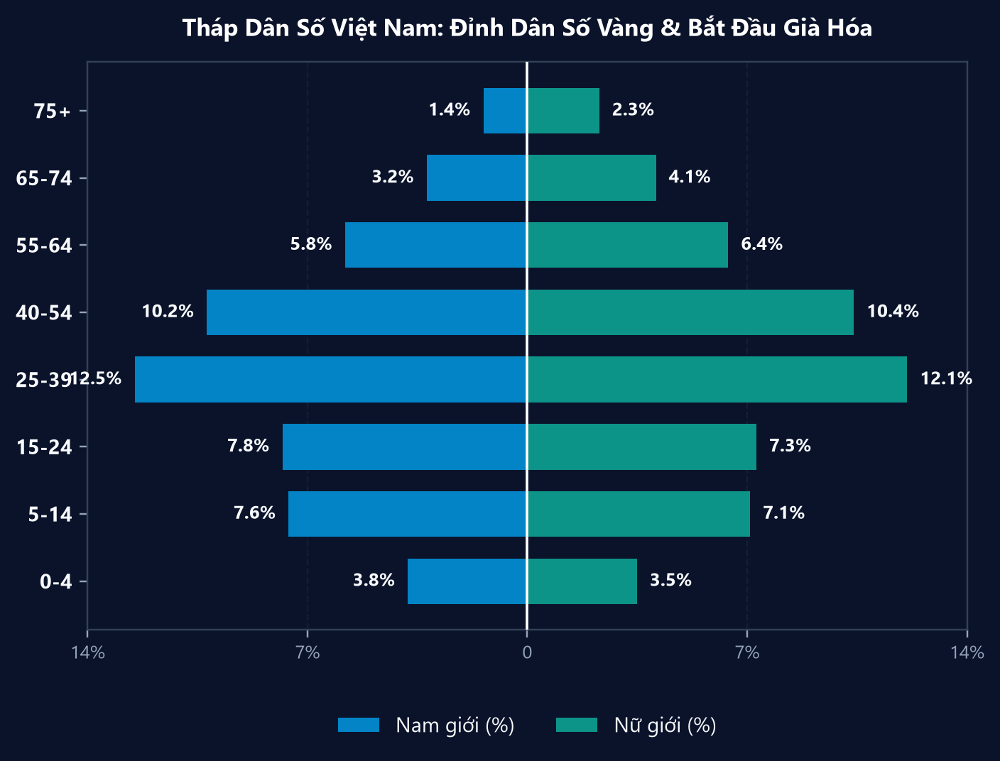 Tháp Dân Số Việt Nam: Đỉnh Dân Số Vàng & Bắt Đầu Già Hóa
75+ 1.4% 2.3%
65-74 3.2% 4.1%
55-64 5.8% 6.4%
40-54 10.2% 10.4%
25-39 12.5% 12.1%
15-24 7.8% 7.3%
5-14 7.6% 7.1%
0-4 3.8% 3.5%
14% 7% 0 7% 14%
Nam giới (%) Nữ giới (%)